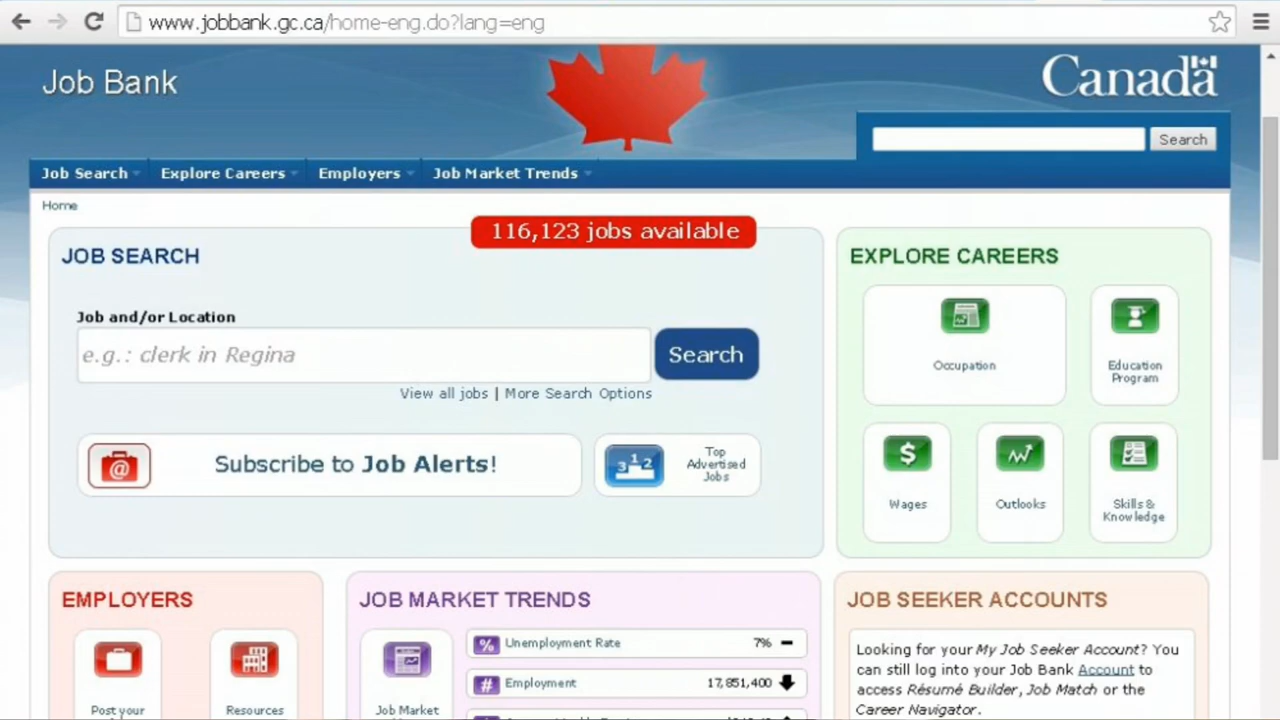 www.jobbank.gc.ca/home-eng.do?lang=eng
Job Bank
Canada
Search
Job Search
Explore Careers
Employers
Job Market Trends
Home
116,123 jobs available
JOB SEARCH
Job and/or Location
e.g.: clerk in Regina
Search
View all jobs | More Search Options
@
Subscribe to Job Alerts!
3 1 2
Top
Advertised
Jobs
EXPLORE CAREERS
Occupation
Education
Program
$
Wages
Outlooks
Skills &
Knowledge
EMPLOYERS
Post your
Resources
JOB MARKET TRENDS
Job Market
% Unemployment Rate 7%
# Employment 17,851,400
JOB SEEKER ACCOUNTS
Looking for your My Job Seeker Account? You
can still log into your Job Bank Account to
access Résumé Builder, Job Match or the
Career Navigator.